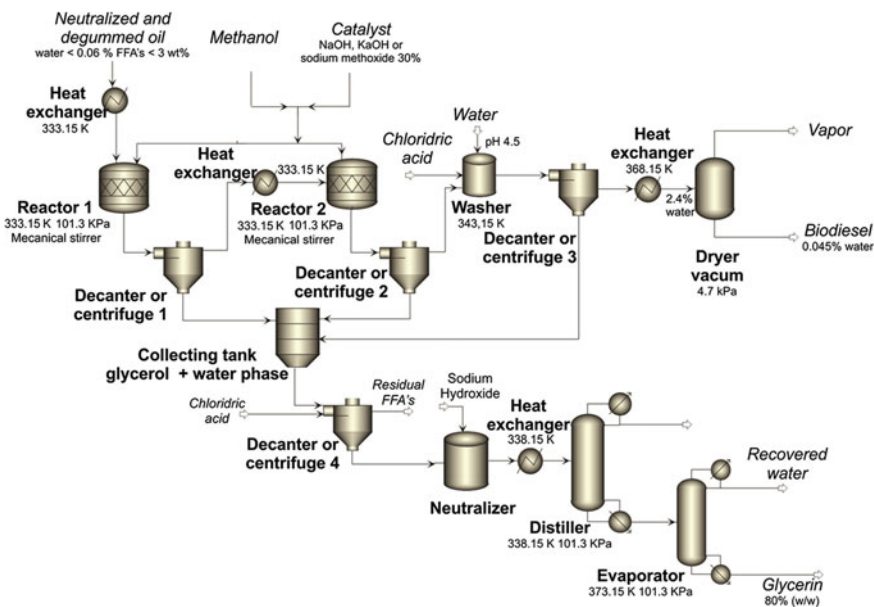 Neutralized and
degummed oil
water < 0.06 % FFA's < 3 wt%
Methanol
Catalyst
NaOH, KaOH or
sodium methoxide 30%
Heat
exchanger
333.15 K
Water
pH 4.5
Chloridric
acid
Heat
exchanger
333.15 K
Heat
exchanger
368.15 K
Vapor
Reactor 1
333.15 K 101.3 KPa
Mecanical stirrer
Reactor 2
333.15 K 101.3 KPa
Mecanical stirrer
Washer
343,15 K
2.4%
water
Biodiesel
0.045% water
Decanter or
centrifuge 3
Dryer
vacum
4.7 kPa
Decanter or
centrifuge 1
Decanter or
centrifuge 2
Collecting tank
glycerol + water phase
Chloridric
acid
Residual
FFA's
Sodium
Hydroxide
Heat
exchanger
338.15 K
Decanter or
centrifuge 4
Neutralizer
Recovered
water
Distiller
338.15 K 101.3 KPa
Evaporator
373.15 K 101.3 KPa
Glycerin
80% (w/w)